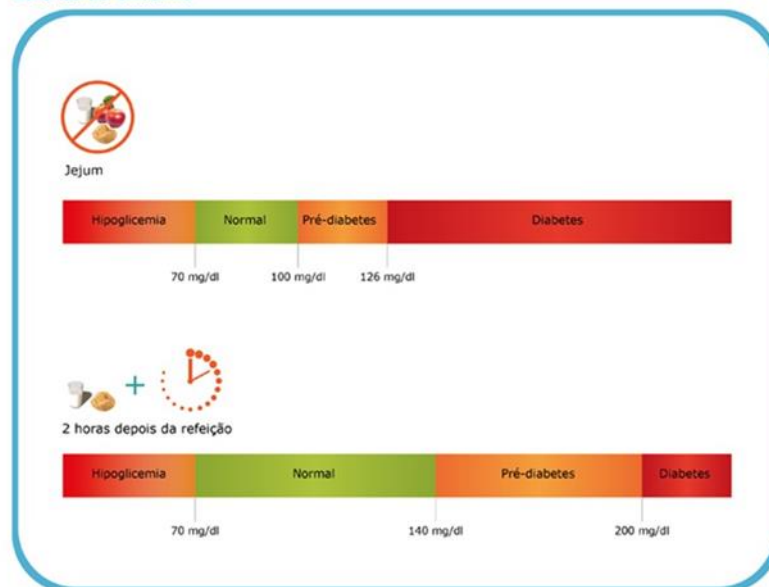 Jejum
Hipoglicemia Normal Pré-diabetes Diabetes
70 mg/dl 100 mg/dl 126 mg/dl
2 horas depois da refeição
Hipoglicemia Normal Pré-diabetes Diabetes
70 mg/dl 140 mg/dl 200 mg/dl